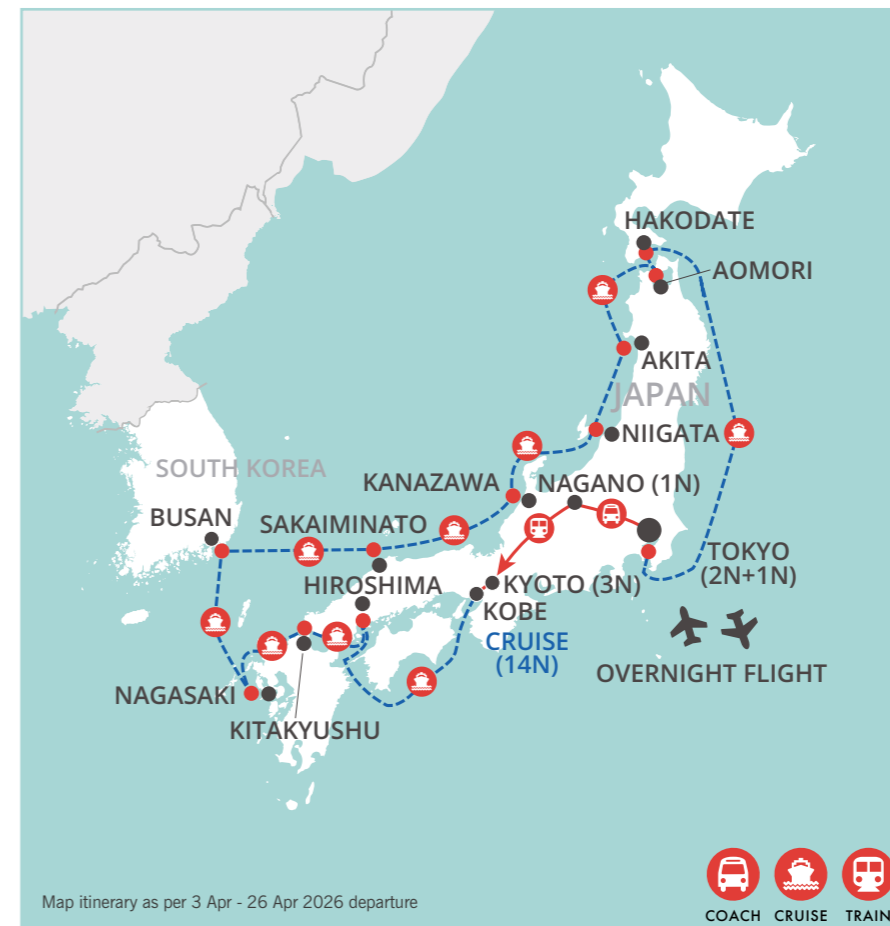 HAKODATE
AOMORI
AKITA
JAPAN
NIIGATA
SOUTH KOREA
KANAZAWA
NAGANO (1N)
BUSAN
SAKAIMINATO
TOKYO
(2N+1N)
HIROSHIMA
KYOTO (3N)
KOBE
CRUISE
(14N)
OVERNIGHT FLIGHT
NAGASAKI
KITAKYUSHU
Map itinerary as per 3 Apr - 26 Apr 2026 departure
COACH CRUISE TRAIN